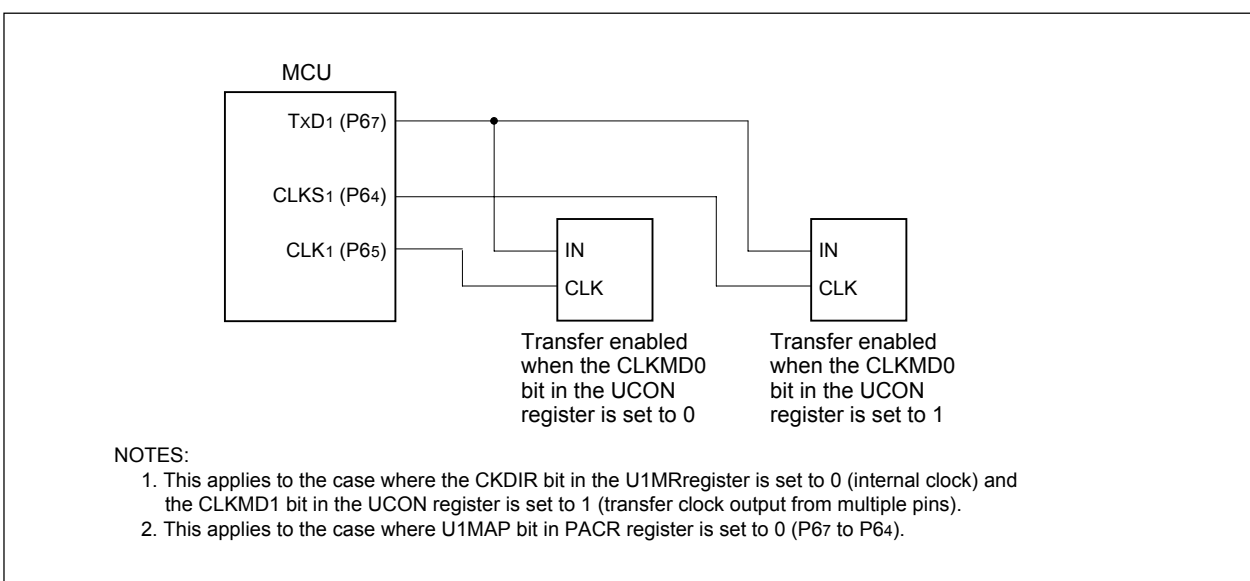 MCU
TxD1 (P67)
CLKS1 (P64)
CLK1 (P65)
IN
CLK
IN
CLK
Transfer enabled
when the CLKMD0
bit in the UCON
register is set to 0
Transfer enabled
when the CLKMD0
bit in the UCON
register is set to 1
NOTES:
1. This applies to the case where the CKDIR bit in the U1MRregister is set to 0 (internal clock) and
the CLKMD1 bit in the UCON register is set to 1 (transfer clock output from multiple pins).
2. This applies to the case where U1MAP bit in PACR register is set to 0 (P67 to P64).